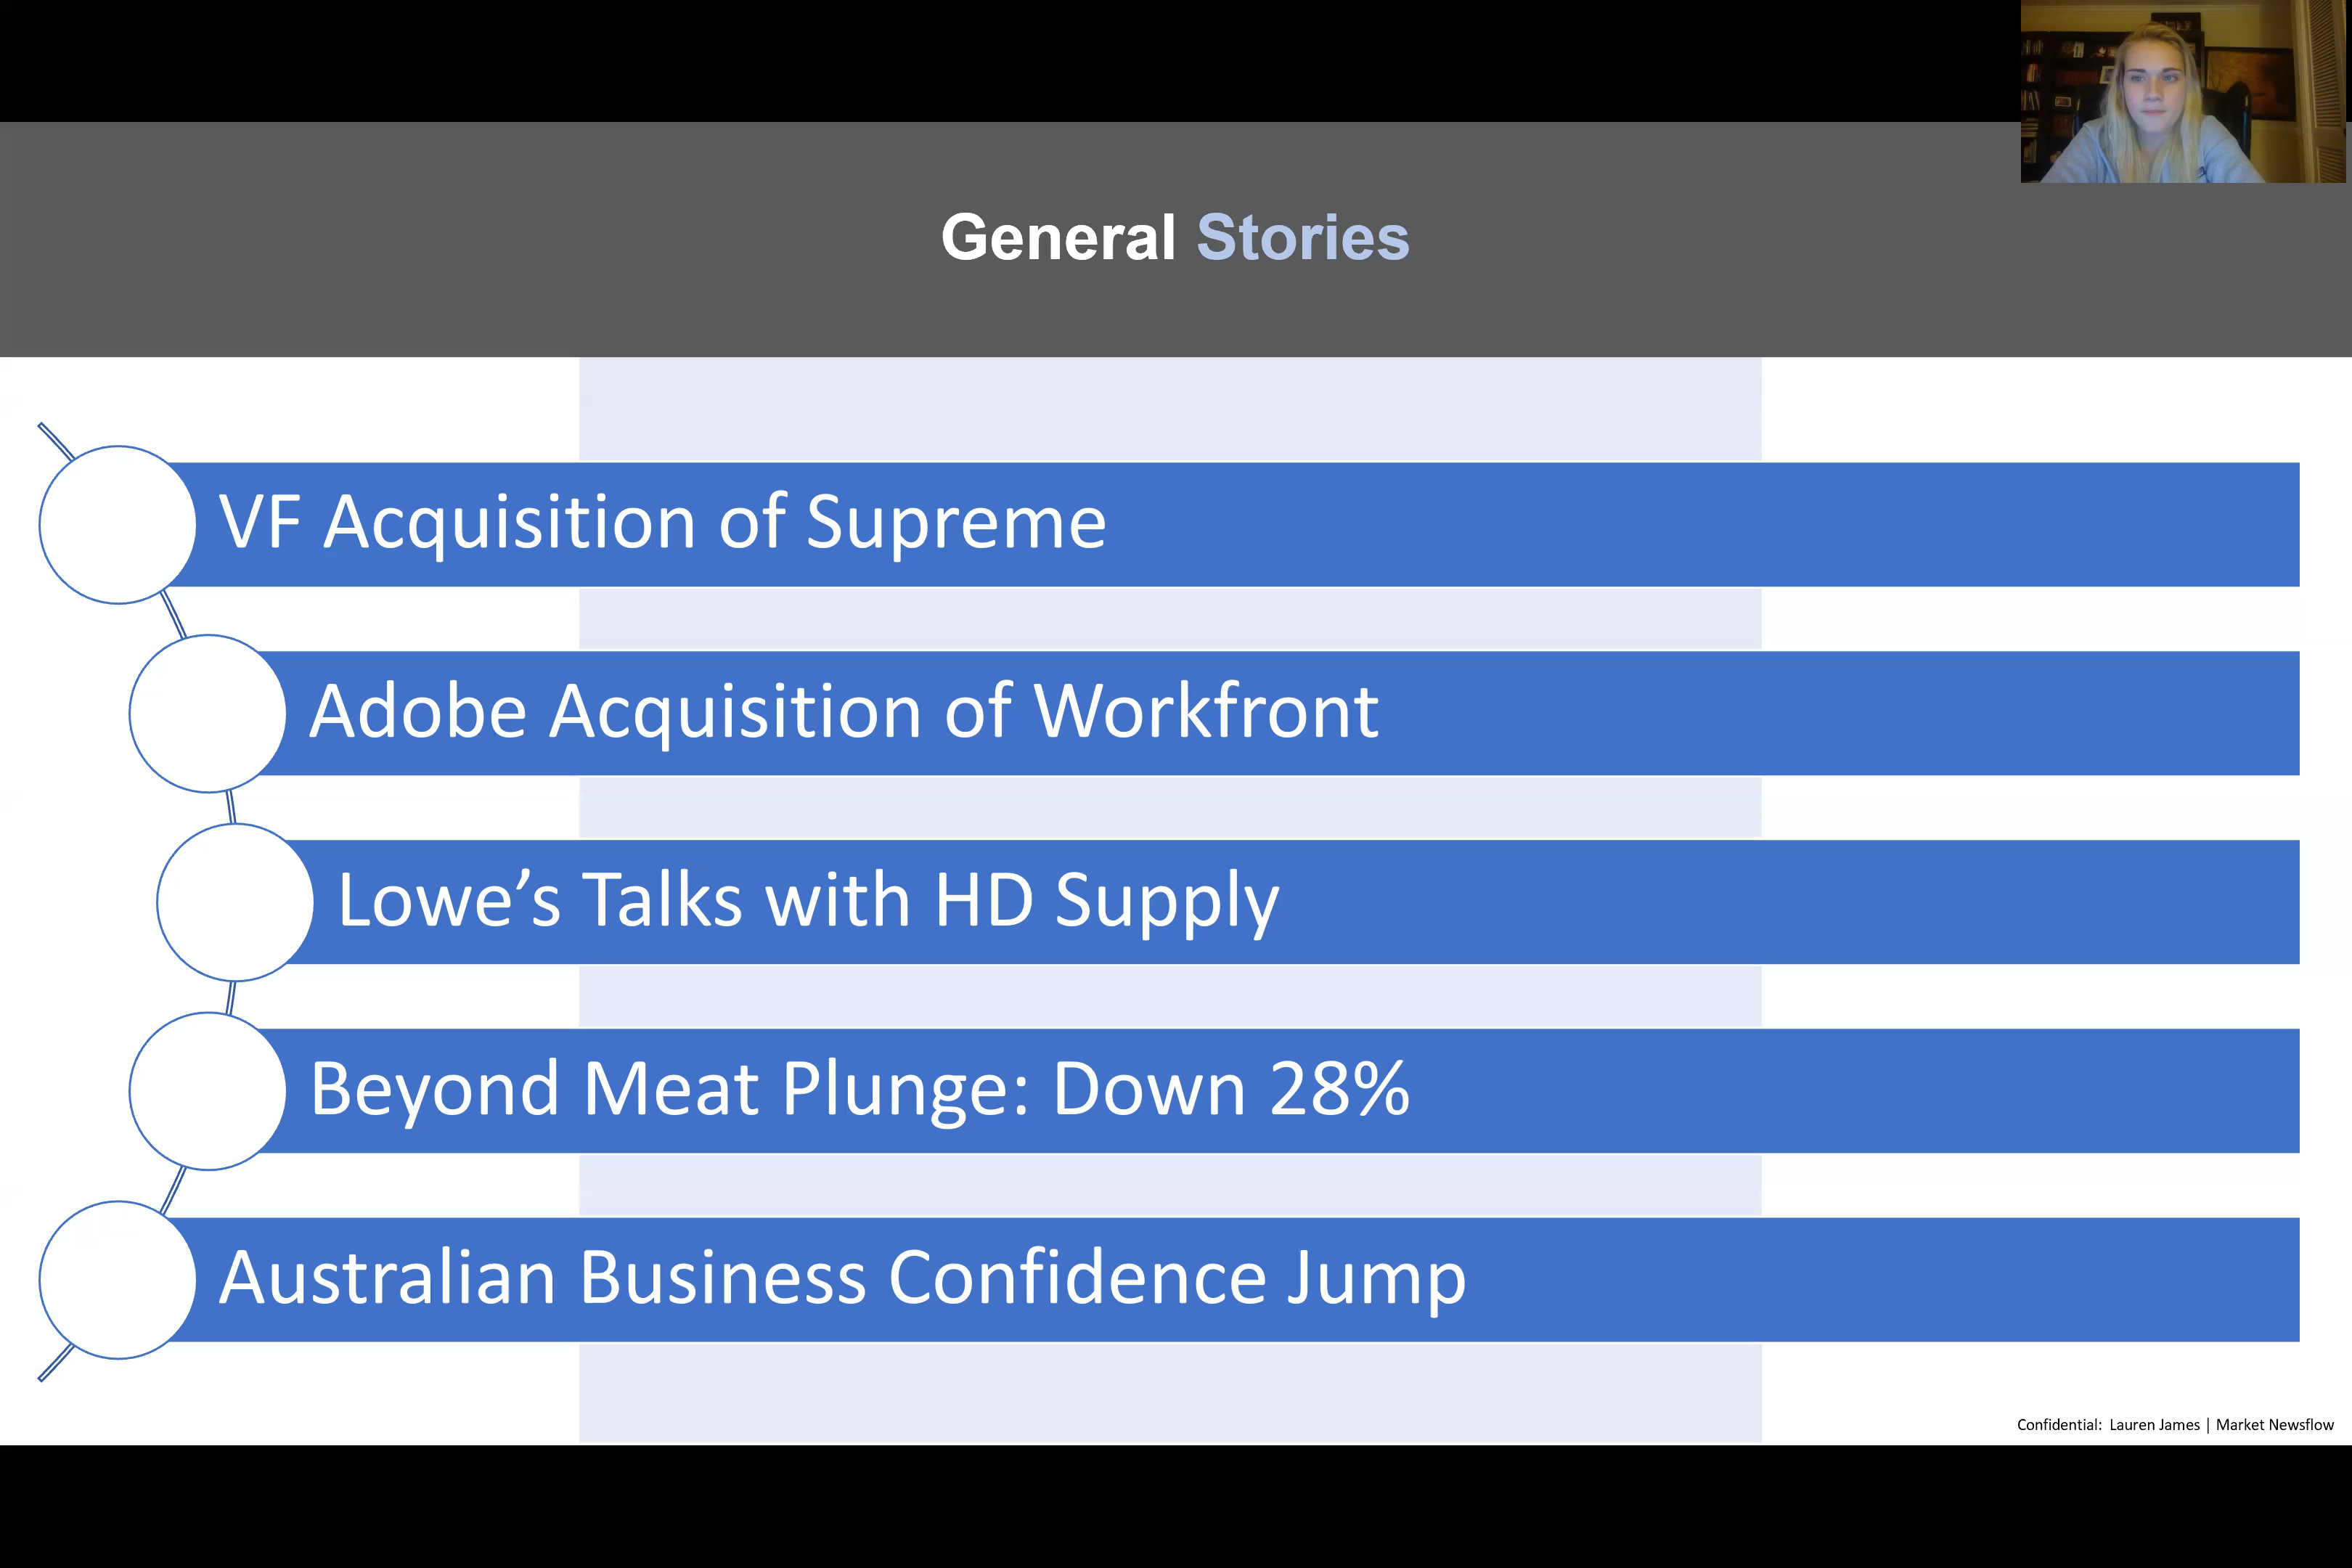 General Stories
VF Acquisition of Supreme
Adobe Acquisition of Workfront
Lowe’s Talks with HD Supply
Beyond Meat Plunge: Down 28%
Australian Business Confidence Jump
Confidential: Lauren James | Market Newsflow